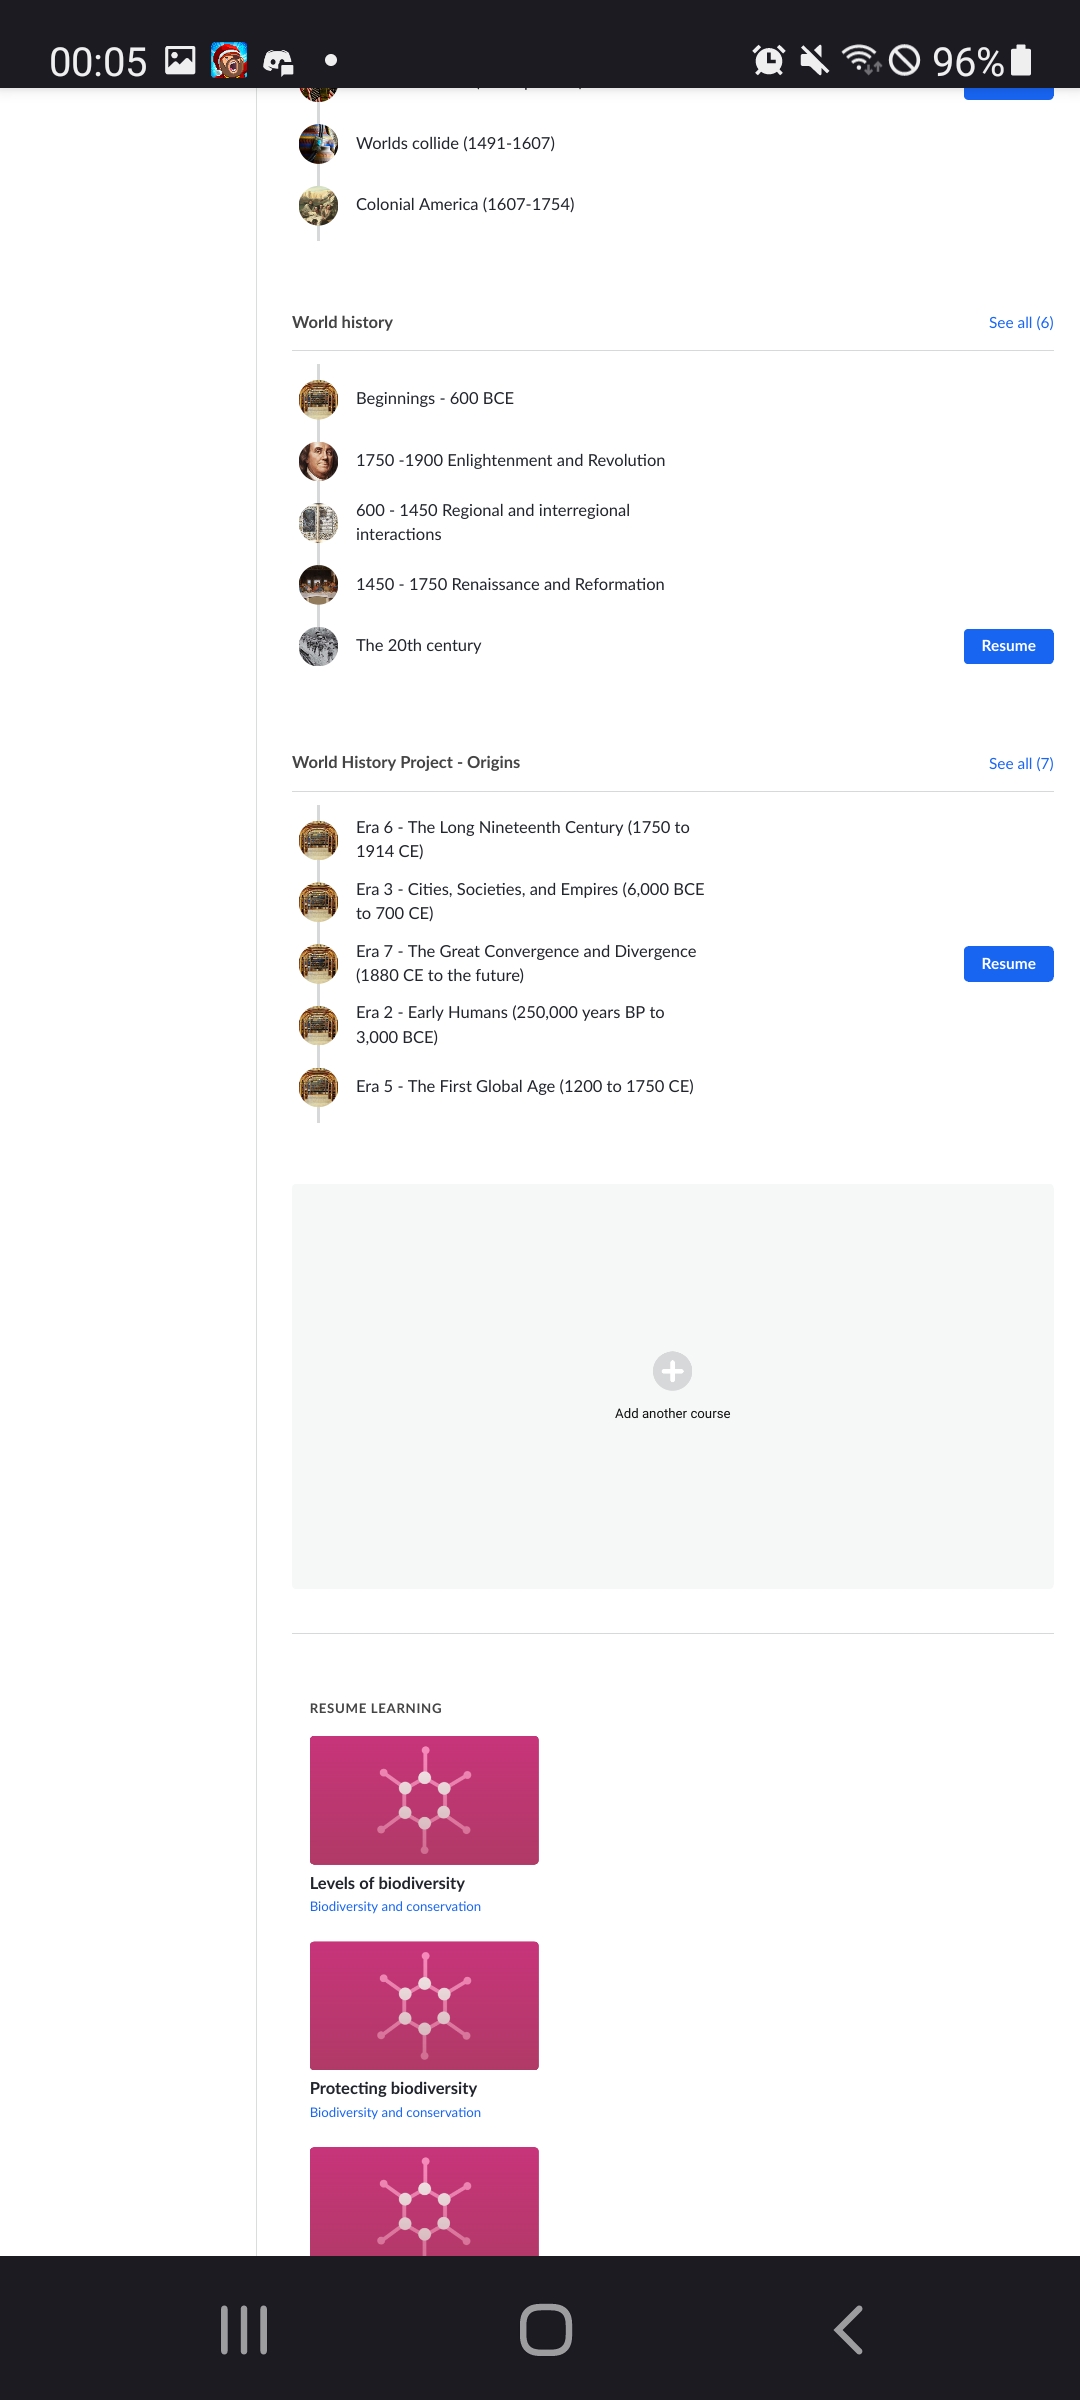 00:05
96%
Worlds collide (1491-1607)
Colonial America (1607-1754)
World history
See all (6)
Beginnings - 600 BCE
1750 -1900 Enlightenment and Revolution
600 - 1450 Regional and interregional
interactions
1450 - 1750 Renaissance and Reformation
The 20th century
Resume
World History Project - Origins
See all (7)
Era 6 - The Long Nineteenth Century (1750 to
1914 CE)
Era 3 - Cities, Societies, and Empires (6,000 BCE
to 700 CE)
Era 7 - The Great Convergence and Divergence
(1880 CE to the future)
Resume
Era 2 - Early Humans (250,000 years BP to
3,000 BCE)
Era 5 - The First Global Age (1200 to 1750 CE)
Add another course
RESUME LEARNING
Levels of biodiversity
Biodiversity and conservation
Protecting biodiversity
Biodiversity and conservation